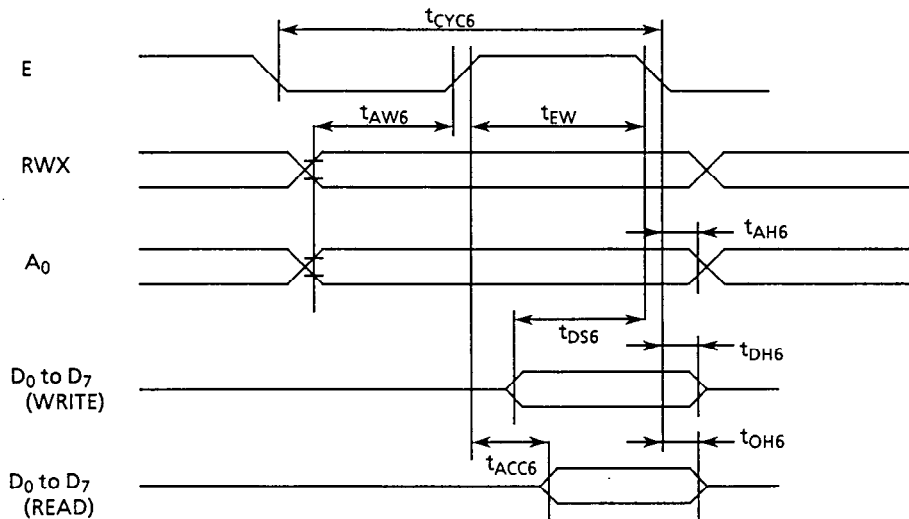 tCYC6
E
tAW6
tEW
RWX
tAH6
A0
tDS6
tDH6
D0 to D7
(WRITE)
tOH6
tACC6
D0 to D7
(READ)